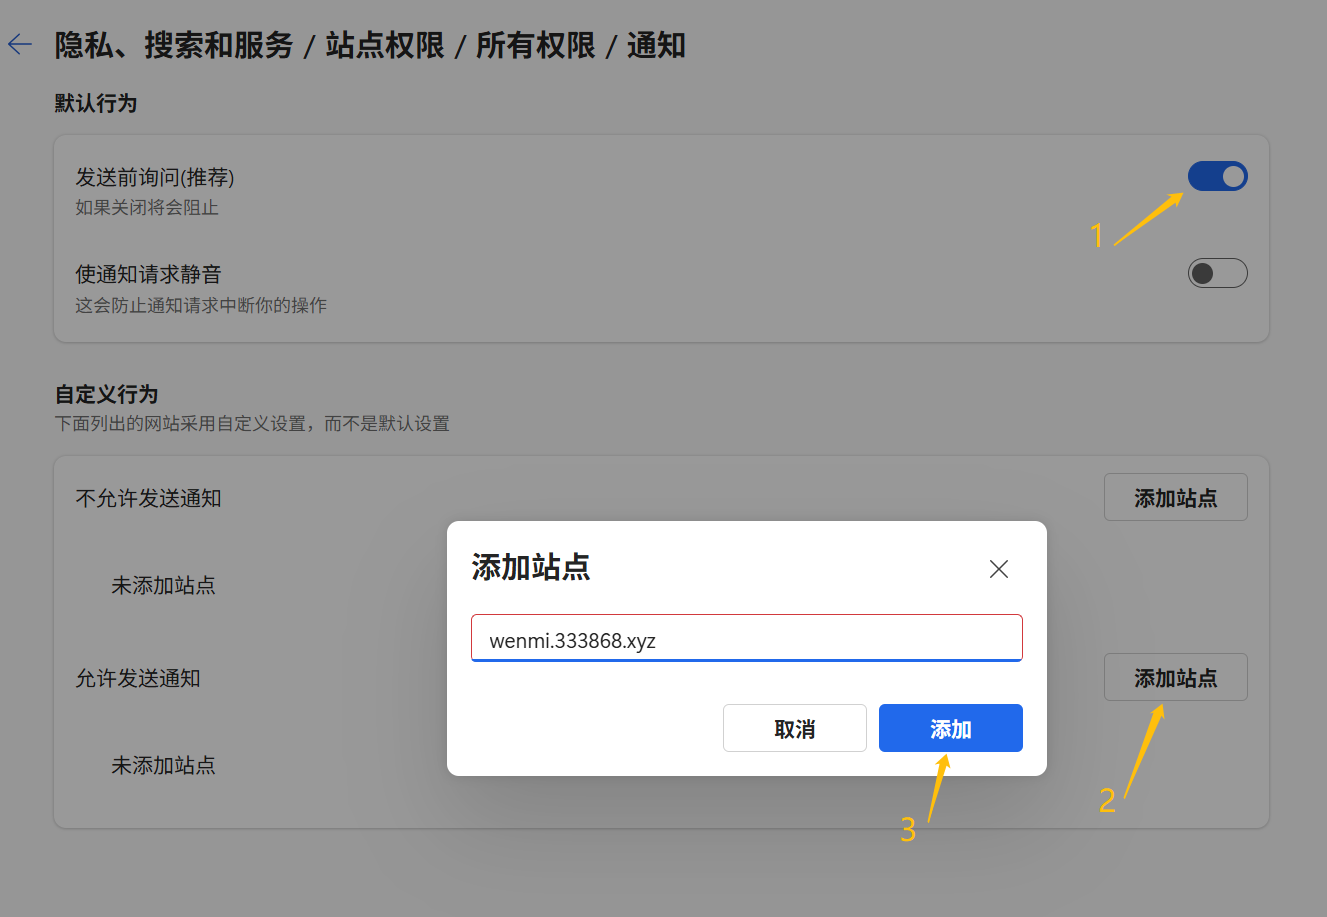 隐私、搜索和服务 / 站点权限 / 所有权限 / 通知
默认行为
发送前询问(推荐)
如果关闭将会阻止
1
使通知请求静音
这会防止通知请求中断你的操作
自定义行为
下面列出的网站采用自定义设置，而不是默认设置
不允许发送通知
添加站点
未添加站点
添加站点
wenmi.333868.xyz
取消
添加
允许发送通知
添加站点
未添加站点
2
3